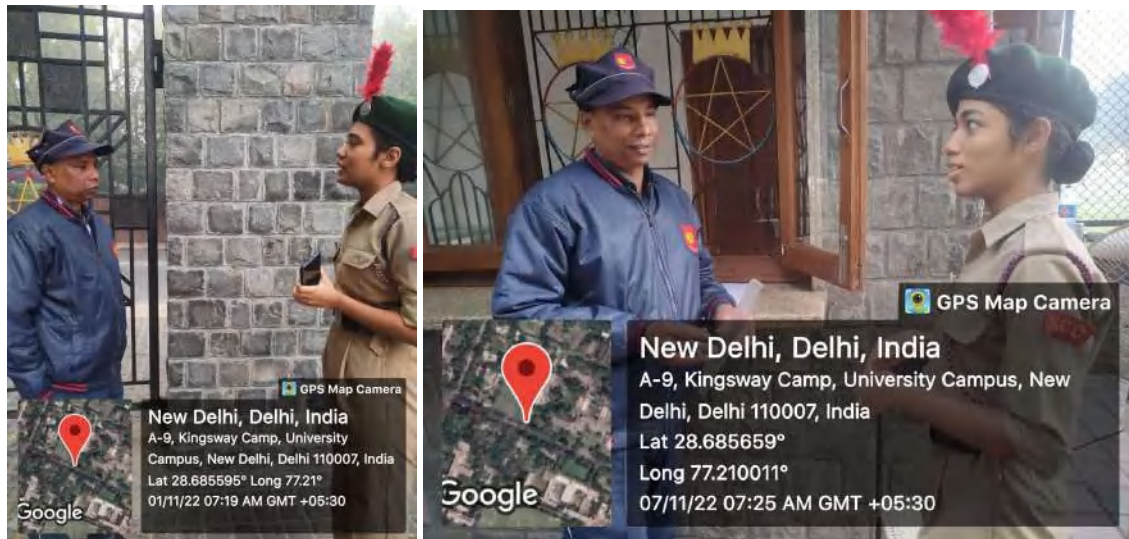 GPS Map Camera
New Delhi, Delhi, India
A-9, Kingsway Camp, University
Campus, New Delhi, Delhi 110007, India
Lat 28.685595° Long 77.21°
01/11/22 07:19 AM GMT +05:30
Google
GPS Map Camera
New Delhi, Delhi, India
A-9, Kingsway Camp, University Campus, New
Delhi, Delhi 110007, India
Lat 28.685659°
Long 77.210011°
07/11/22 07:25 AM GMT +05:30
Google